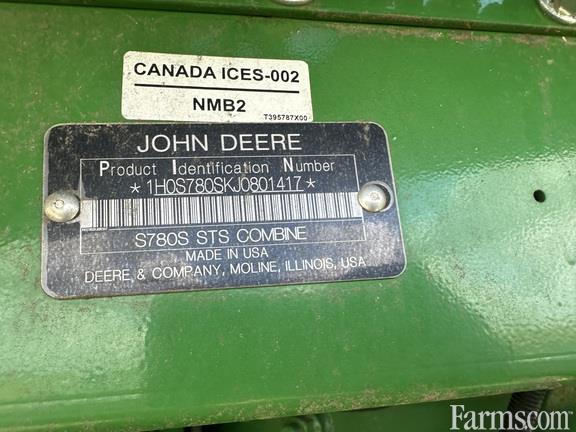 CANADA ICES-002
NMB2
T395787X00
JOHN DEERE
Product Identification Number
*1H0S780SKJ0801417*
S780S STS COMBINE
MADE IN USA
DEERE & COMPANY, MOLINE, ILLINOIS, USA
Farms.com